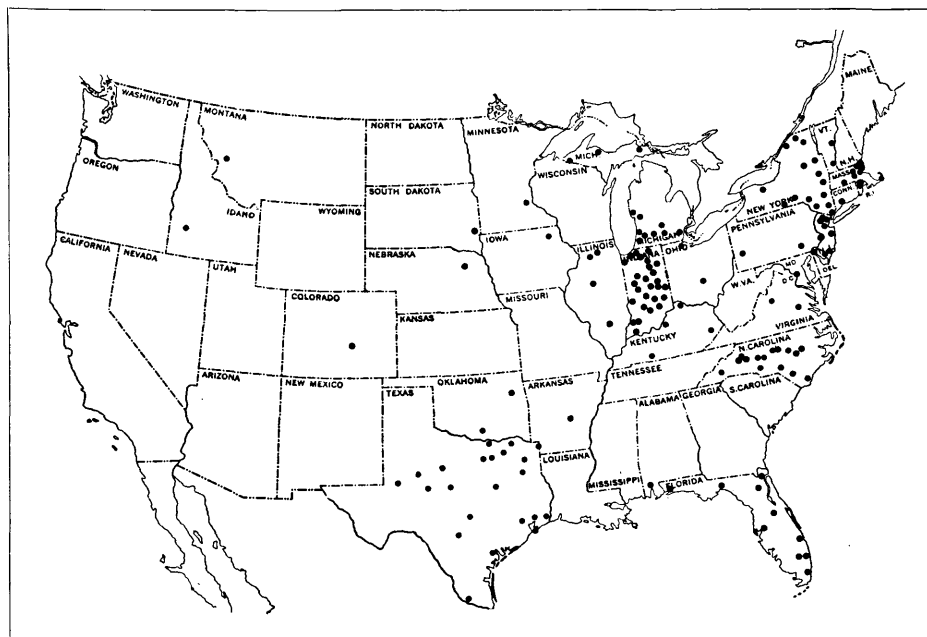 WASHINGTON
MONTANA
NORTH DAKOTA
MINNESOTA
MAINE
VT.
N.H.
MASS
CONN
R.I.
OREGON
IDAHO
WYOMING
SOUTH DAKOTA
WISCONSIN
MICH
MICHIGAN
NEW YORK
PENNSYLVANIA
CALIFORNIA
NEVADA
UTAH
COLORADO
NEBRASKA
IOWA
ILLINOIS
OHIO
W.VA.
MD
D.C.
DEL
KANSAS
MISSOURI
KENTUCKY
VIRGINIA
ARIZONA
NEW MEXICO
TEXAS
OKLAHOMA
ARKANSAS
TENNESSEE
N.CAROLINA
S.CAROLINA
ALABAMA
GEORGIA
LOUISIANA
MISSISSIPPI
FLORIDA